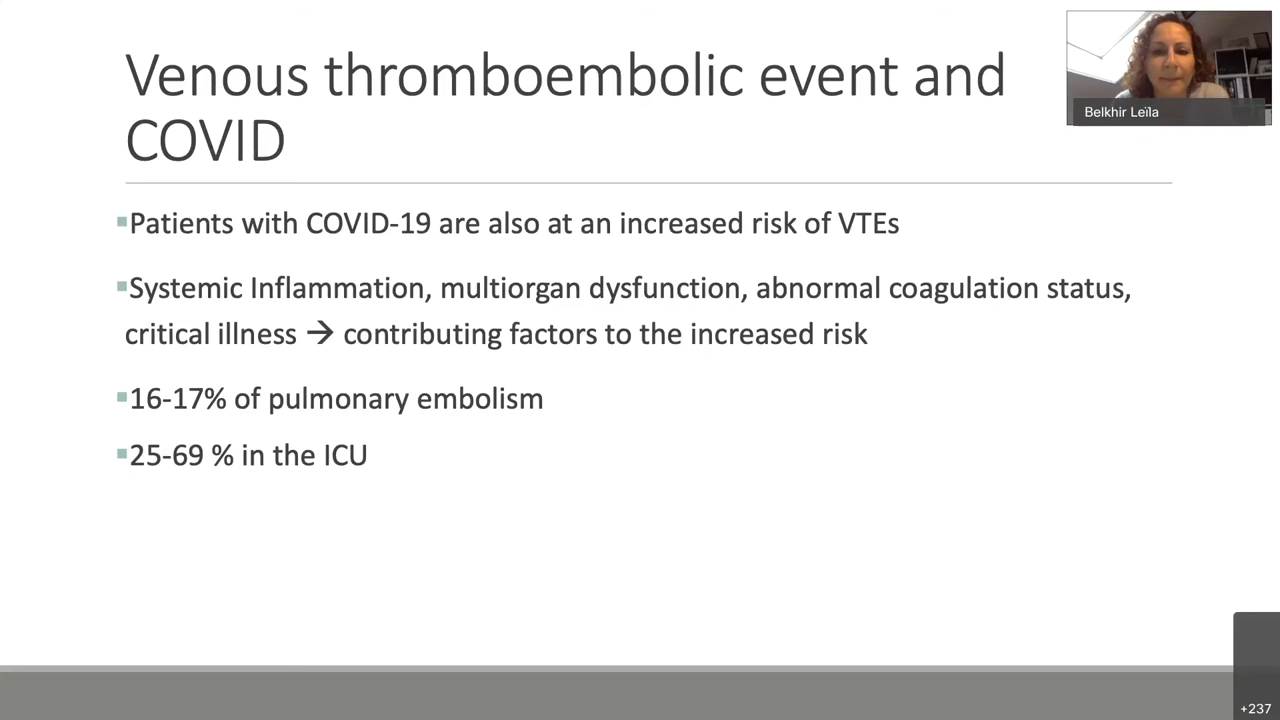 Venous thromboembolic event and
COVID
Belkhir Leïla
▪Patients with COVID-19 are also at an increased risk of VTEs
▪Systemic Inflammation, multiorgan dysfunction, abnormal coagulation status,
critical illness → contributing factors to the increased risk
▪16-17% of pulmonary embolism
▪25-69 % in the ICU
+237